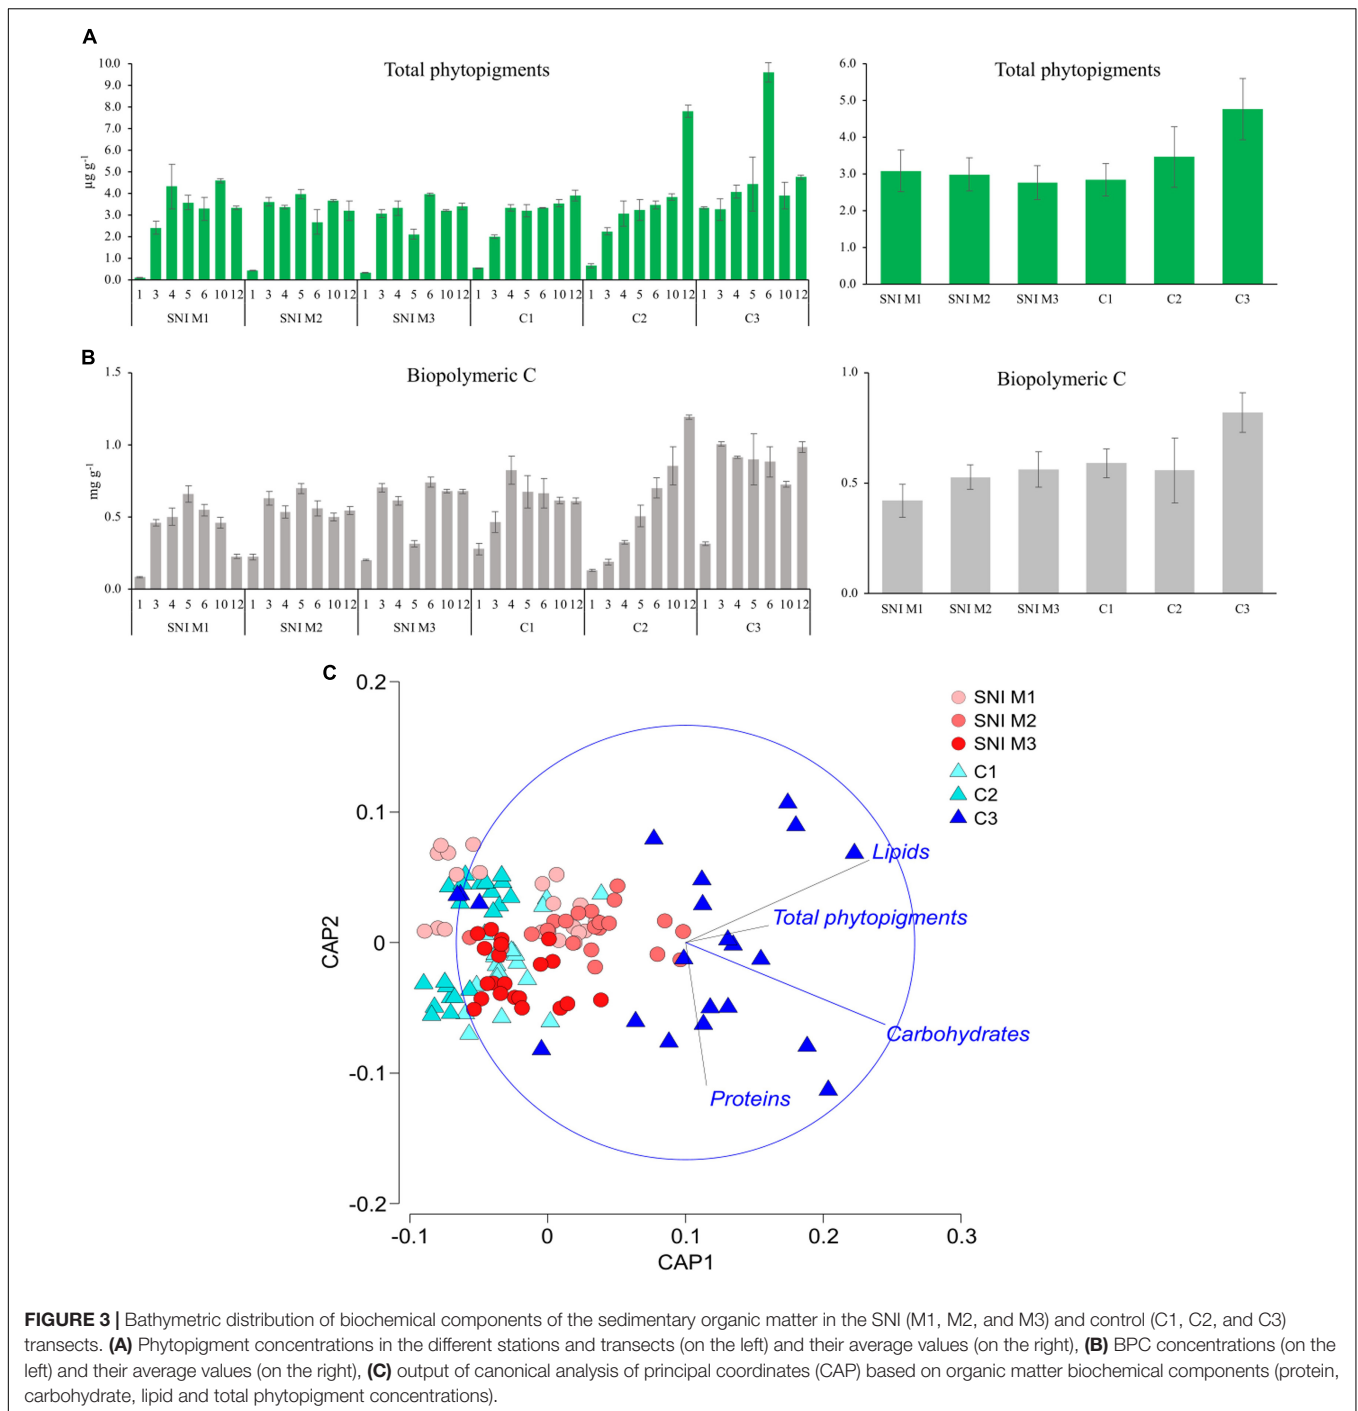 A
Total phytopigments
µg g-1
10.0
9.0
8.0
7.0
6.0
5.0
4.0
3.0
2.0
1.0
0.0
1 3 4 5 6 10 12 1 3 4 5 6 10 12 1 3 4 5 6 10 12 1 3 4 5 6 10 12 1 3 4 5 6 10 12 1 3 4 5 6 10 12
SNI M1 SNI M2 SNI M3 C1 C2 C3
Total phytopigments
6.0
5.0
4.0
3.0
2.0
1.0
0.0
SNI M1 SNI M2 SNI M3 C1 C2 C3
B
Biopolymeric C
mg g-1
1.5
1.0
0.5
0.0
1 3 4 5 6 10 12 1 3 4 5 6 10 12 1 3 4 5 6 10 12 1 3 4 5 6 10 12 1 3 4 5 6 10 12 1 3 4 5 6 10 12
SNI M1 SNI M2 SNI M3 C1 C2 C3
Biopolymeric C
1.0
0.5
0.0
SNI M1 SNI M2 SNI M3 C1 C2 C3
C
CAP2
0.2
0.1
0
-0.1
-0.2
SNI M1
SNI M2
SNI M3
C1
C2
C3
Lipids
Total phytopigments
Carbohydrates
Proteins
-0.1 0 0.1 0.2 0.3
CAP1
FIGURE 3 | Bathymetric distribution of biochemical components of the sedimentary organic matter in the SNI (M1, M2, and M3) and control (C1, C2, and C3)
transects. (A) Phytopigment concentrations in the different stations and transects (on the left) and their average values (on the right), (B) BPC concentrations (on the
left) and their average values (on the right), (C) output of canonical analysis of principal coordinates (CAP) based on organic matter biochemical components (protein,
carbohydrate, lipid and total phytopigment concentrations).